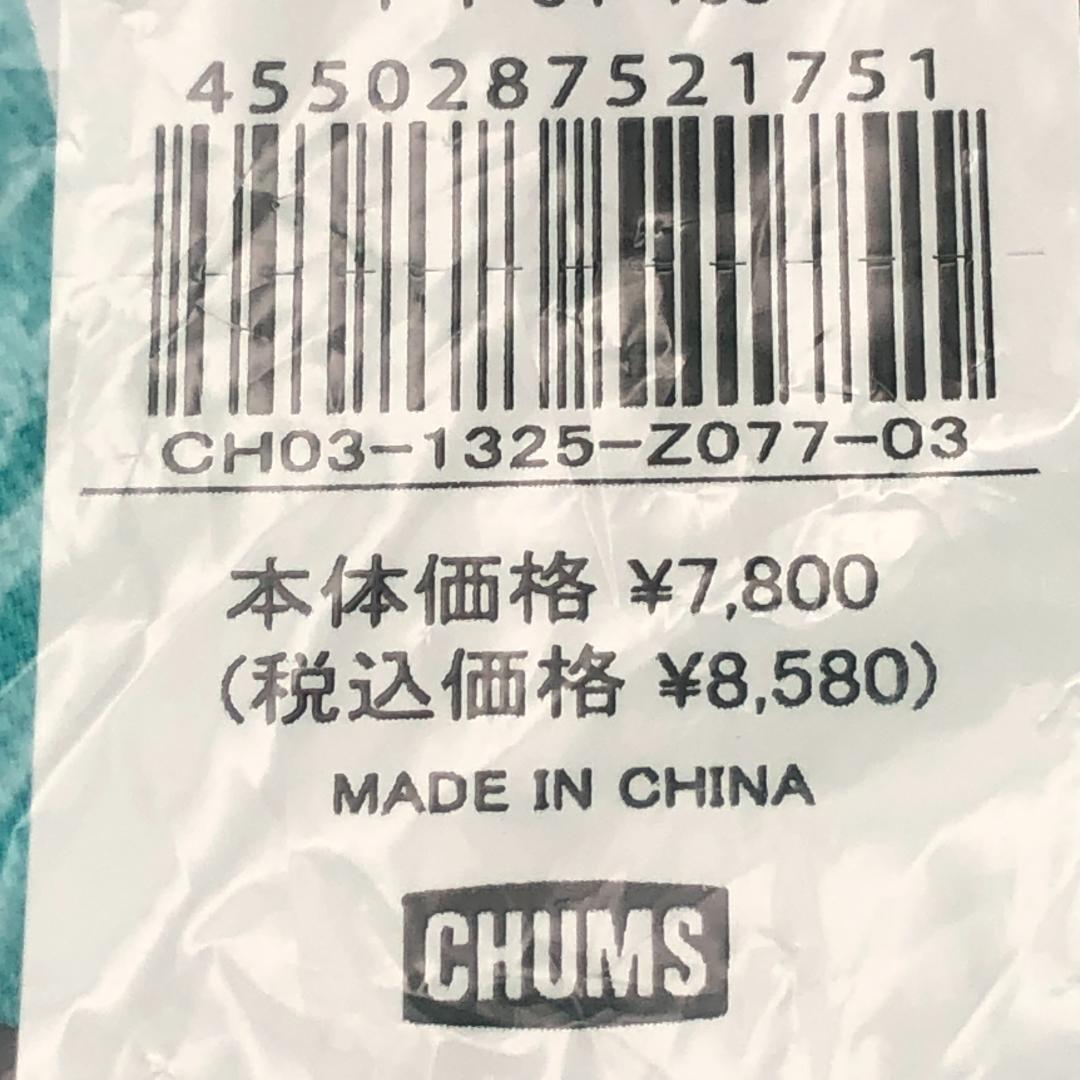 4550287521751
CH03-1325-Z077-03
本体価格 ¥7,800
(税込価格 ¥8,580)
MADE IN CHINA
CHUMS